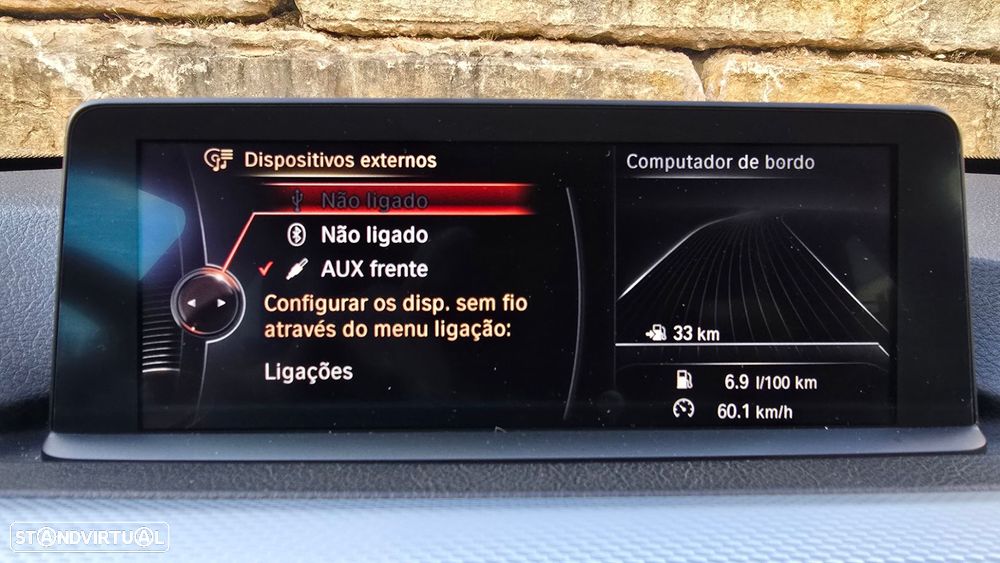 Dispositivos externos
Não ligado
Não ligado
AUX frente
Configurar os disp. sem fio
através do menu ligação:
Ligações
Computador de bordo
33 km
6.9 l/100 km
60.1 km/h
STANDVIRTUAL